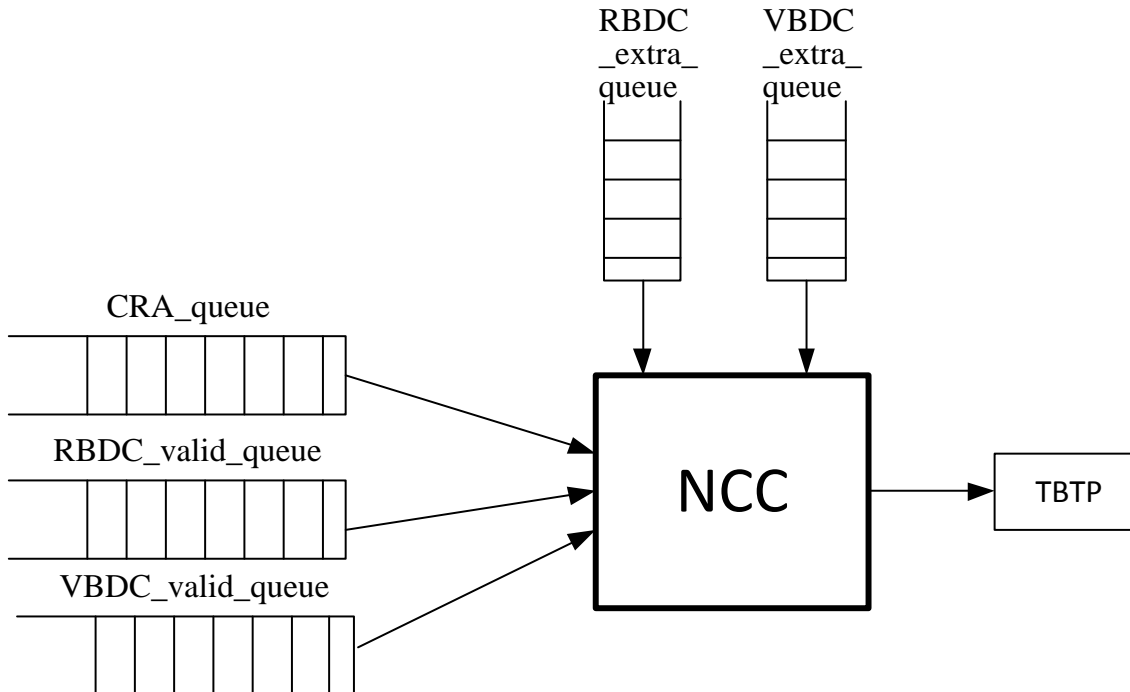 RBDC
_extra_
queue
VBDC
_extra_
queue
CRA_queue
RBDC_valid_queue
VBDC_valid_queue
NCC
TBTP